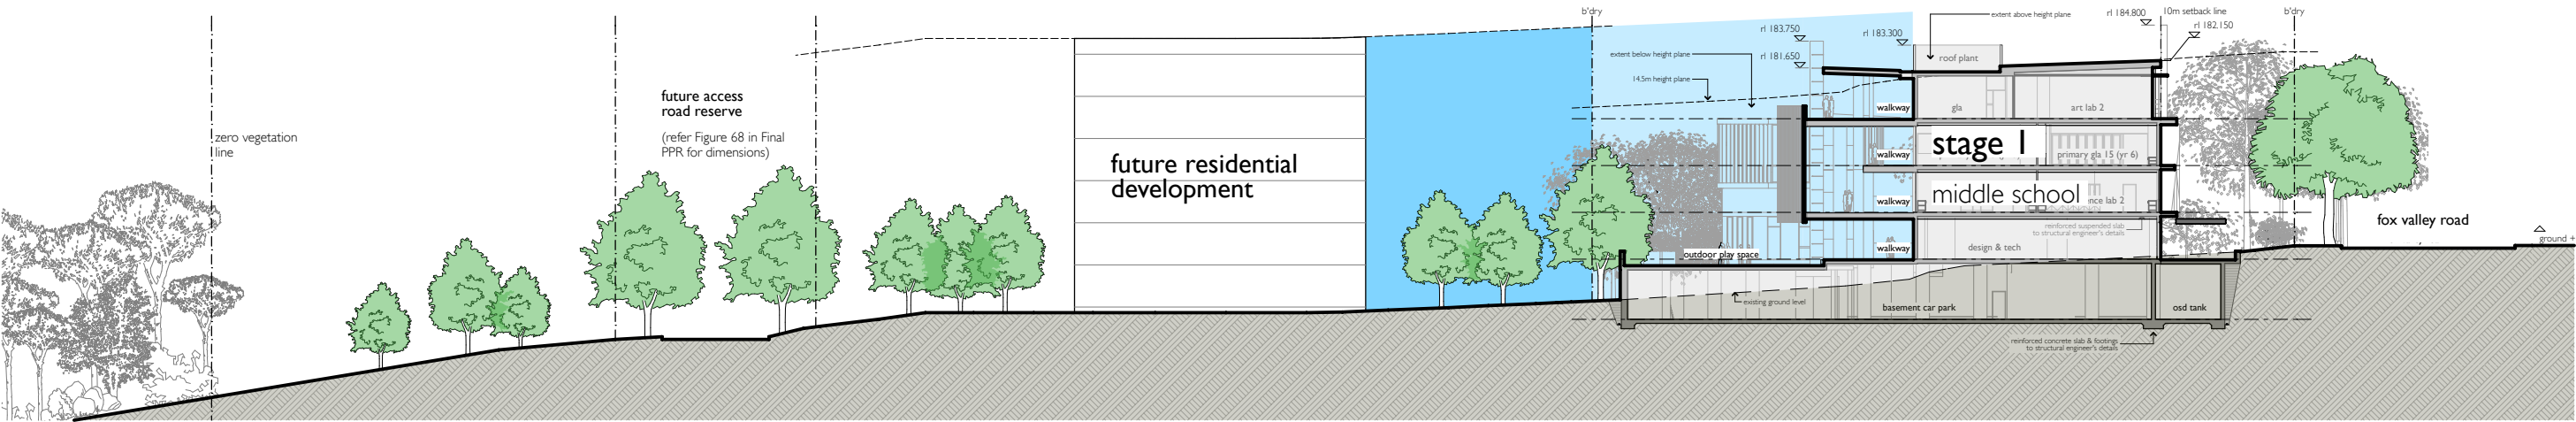 zero vegetation
line
future access
road reserve
(refer Figure 68 in Final
PPR for dimensions)
future residential
development
b'dry
extent below height plane
14.5m height plane
rl 183.750
rl 181.650
rl 183.300
extent above height plane
roof plant
rl 184.800
10m setback line
rl 182.150
b'dry
walkway
gla
art lab 2
walkway
stage 1
primary gla 15 (yr 6)
walkway
middle school
nce lab 2
reinforced suspended slab
to structural engineer's details
walkway
design & tech
outdoor play space
existing ground level
basement car park
osd tank
reinforced concrete slab & footings
to structural engineer's details
fox valley road
ground +